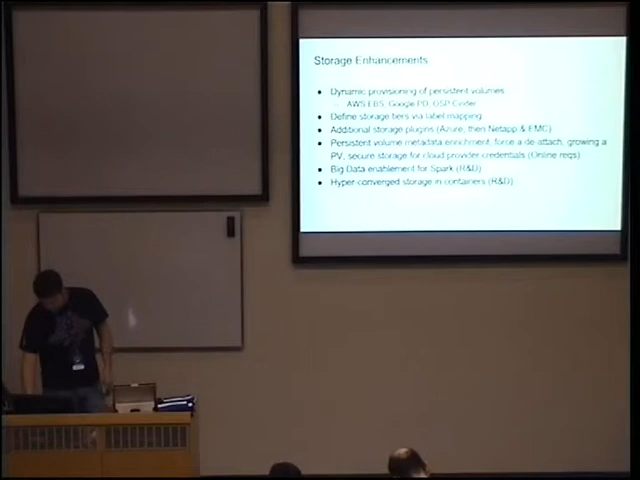 Storage Enhancements
Dynamic provisioning of persistent volumes
AWS EBS, Google PD, OSP Cinder
Define storage tiers via label mapping
Additional storage plugins (Azure, then Netapp & EMC)
Persistent volume metadata enrichment, force a de-attach, growing a
PV, secure storage for cloud provider credentials (Online reqs)
Big Data enablement for Spark (R&D)
Hyper-converged storage in containers (R&D)